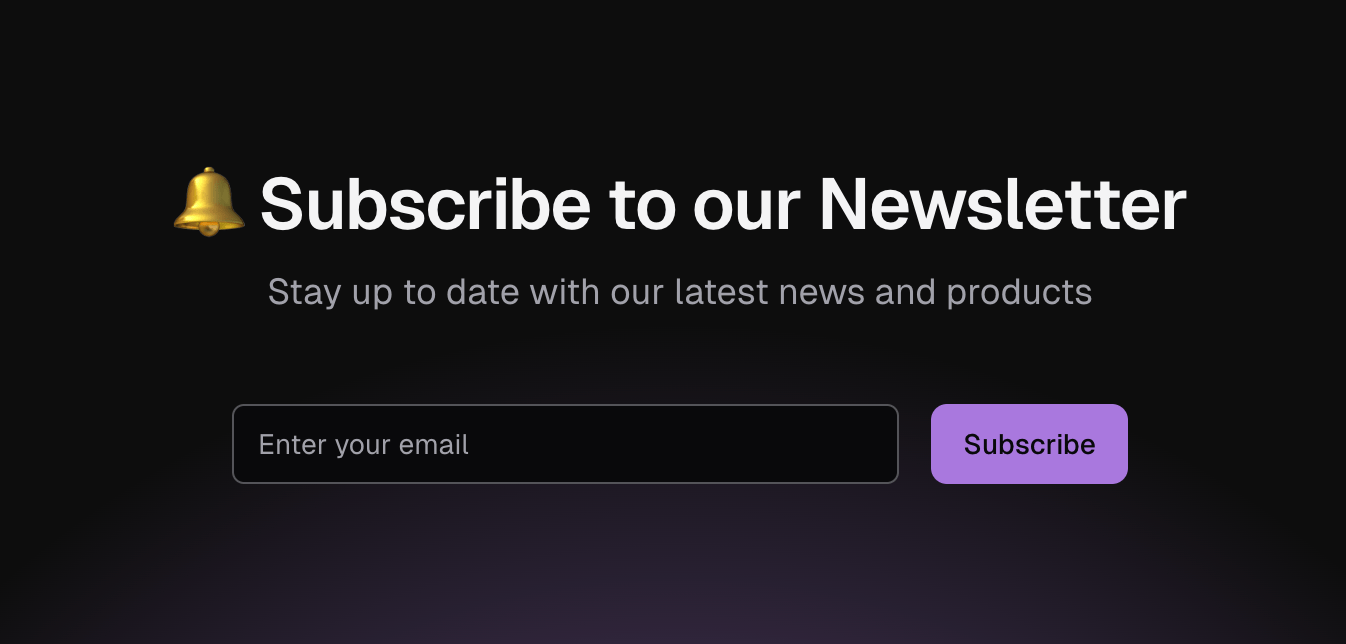 🔔 Subscribe to our Newsletter
Stay up to date with our latest news and products
Enter your email
Subscribe